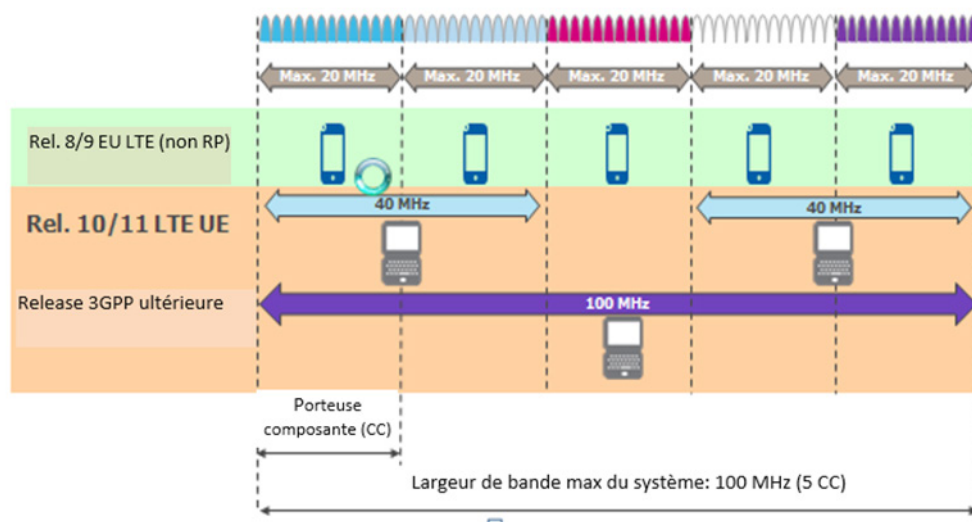 Max. 20 MHz Max. 20 MHz Max. 20 MHz Max. 20 MHz Max. 20 MHz
Rel. 8/9 EU LTE (non RP)
40 MHz 40 MHz
Rel. 10/11 LTE UE
Release 3GPP ultérieure
100 MHz
Porteuse
composante (CC)
Largeur de bande max du système: 100 MHz (5 CC)